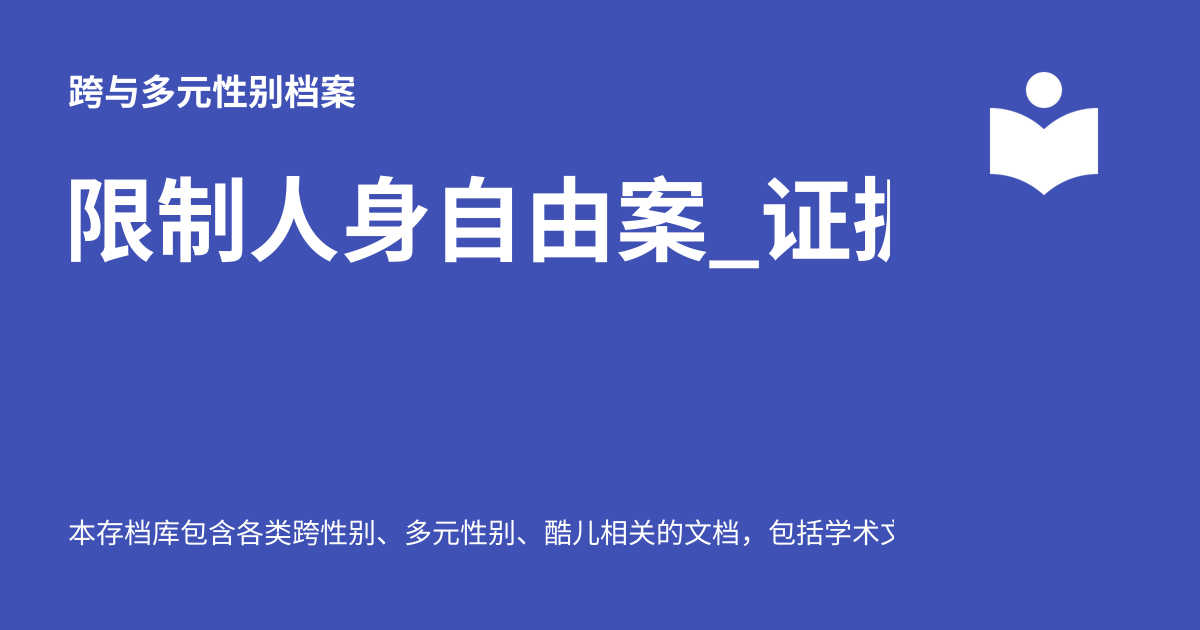 跨与多元性别档案
限制人身自由案_证
本存档库包含各类跨性别、多元性别、酷儿相关的文档，包括学术